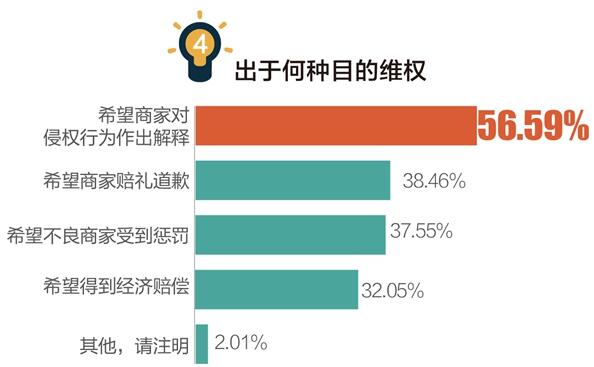 4
出于何种目的维权
希望商家对
侵权行为作出解释
56.59%
希望商家赔礼道歉
38.46%
希望不良商家受到惩罚
37.55%
希望得到经济赔偿
32.05%
其他，请注明
2.01%